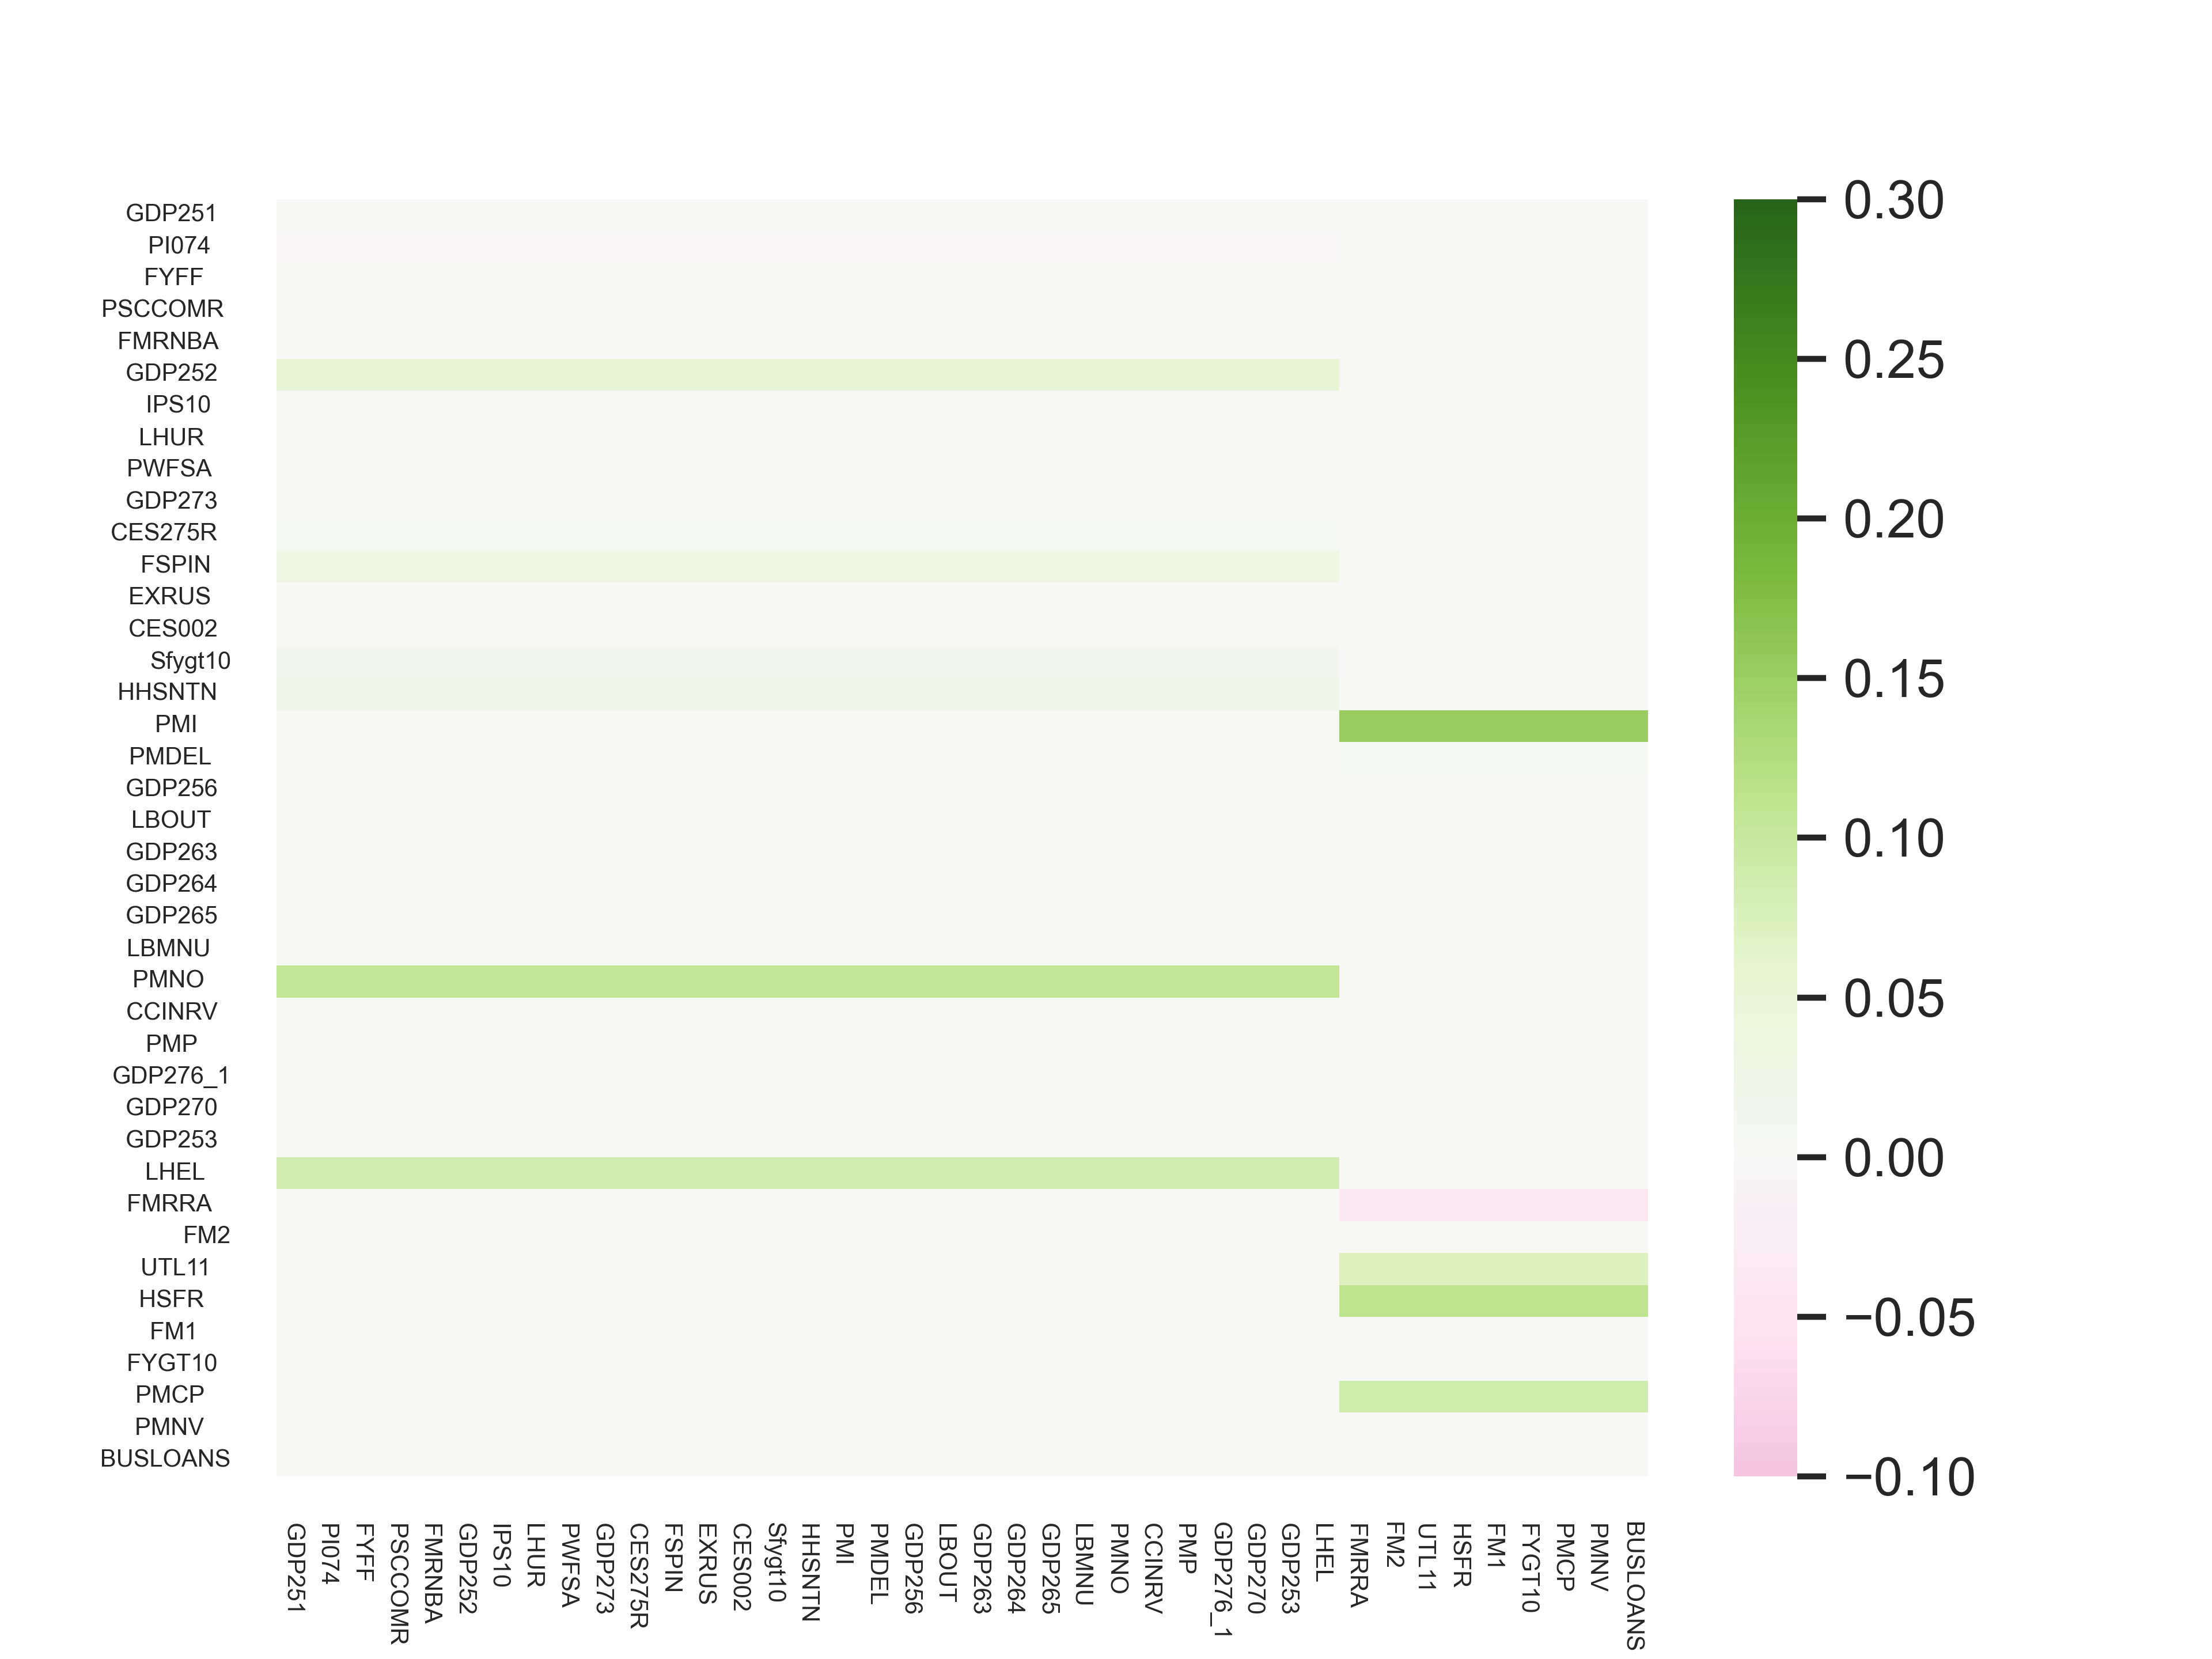 GDP251
PI074
FYFF
PSCCOMR
FMRNBA
GDP252
IPS10
LHUR
PWFSA
GDP273
CES275R
FSPIN
EXRUS
CES002
Sfygt10
HHSNTN
PMI
PMDEL
GDP256
LBOUT
GDP263
GDP264
GDP265
LBMNU
PMNO
CCINRV
PMP
GDP276_1
GDP270
GDP253
LHEL
FMRRA
FM2
UTL11
HSFR
FM1
FYGT10
PMCP
PMNV
BUSLOANS
GDP251
PI074
FYFF
PSCCOMR
FMRNBA
GDP252
IPS10
LHUR
PWFSA
GDP273
CES275R
FSPIN
EXRUS
CES002
Sfygt10
HHSNTN
PMI
PMDEL
GDP256
LBOUT
GDP263
GDP264
GDP265
LBMNU
PMNO
CCINRV
PMP
GDP276_1
GDP270
GDP253
LHEL
FMRRA
FM2
UTL11
HSFR
FM1
FYGT10
PMCP
PMNV
BUSLOANS
0.30
0.25
0.20
0.15
0.10
0.05
0.00
−0.05
−0.10